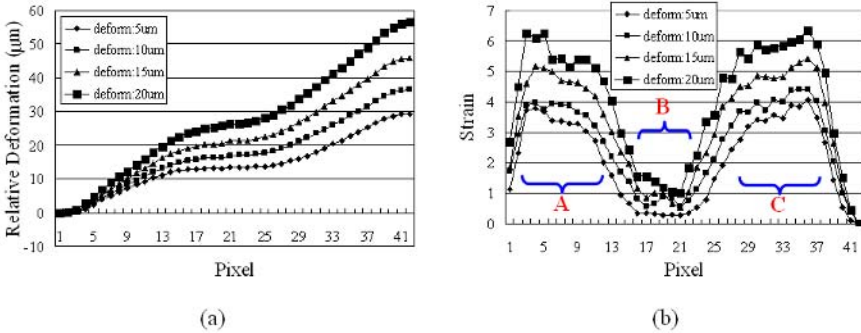 Relative Deformation (μm)
60
50
40
30
20
10
0
-10
deform:5um
deform:10um
deform:15um
deform:20um
1 5 9 13 17 21 25 29 33 37 41
Pixel
(a)
Strain
7
6
5
4
3
2
1
0
deform:5um
deform:10um
deform:15um
deform:20um
B
A
C
1 5 9 13 17 21 25 29 33 37 41
Pixel
(b)